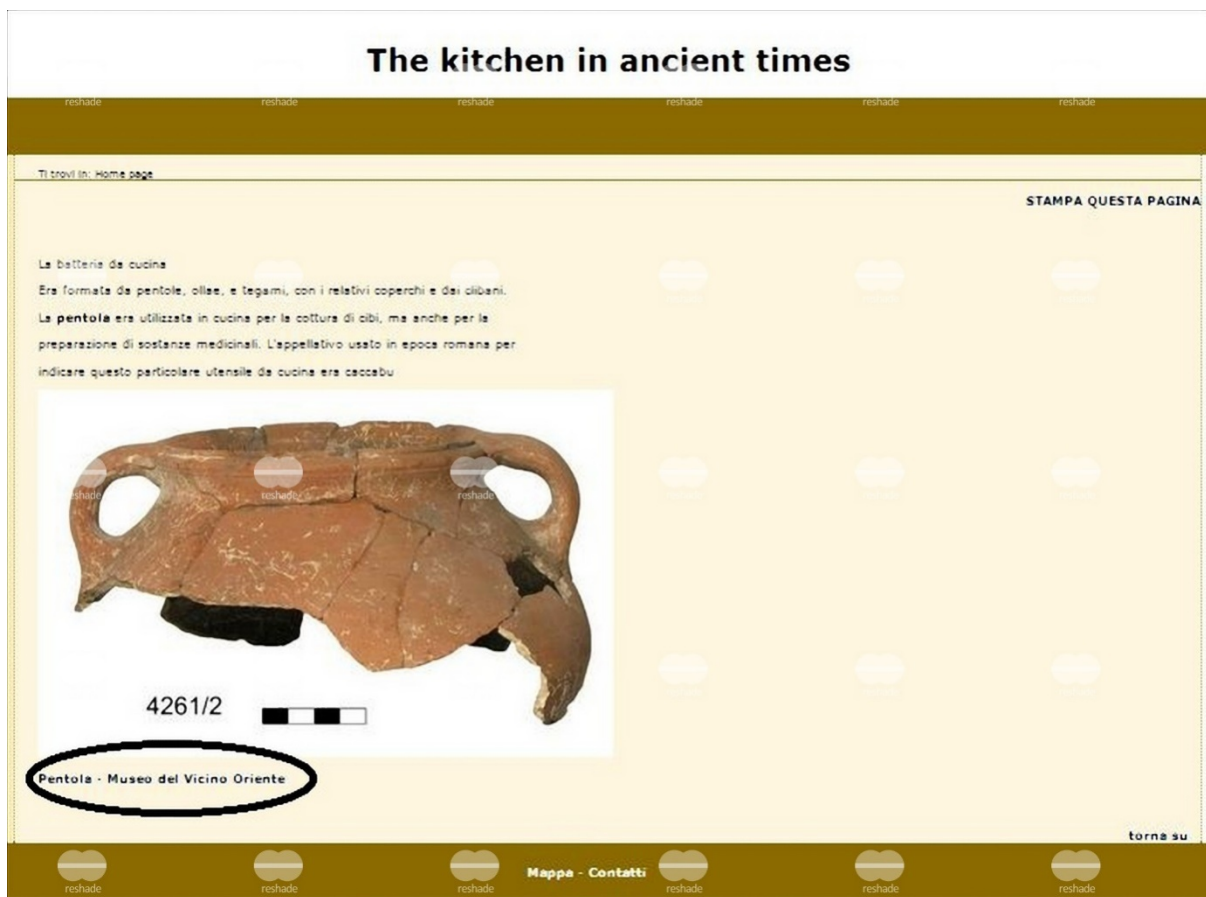 The kitchen in ancient times
Ti trovi in: Home page
STAMPA QUESTA PAGINA
La batteria da cucina
Era formata da pentole, ollae, e tegami, con i relativi coperchi e dai clibani.
La pentola era utilizzata in cucina per la cottura di cibi, ma anche per la
preparazione di sostanze medicinali. L'appellativo usato in epoca romana per
indicare questo particolare utensile da cucina era caccabu
4261/2
Pentola - Museo del Vicino Oriente
torna su
Mappa - Contatti
reshade